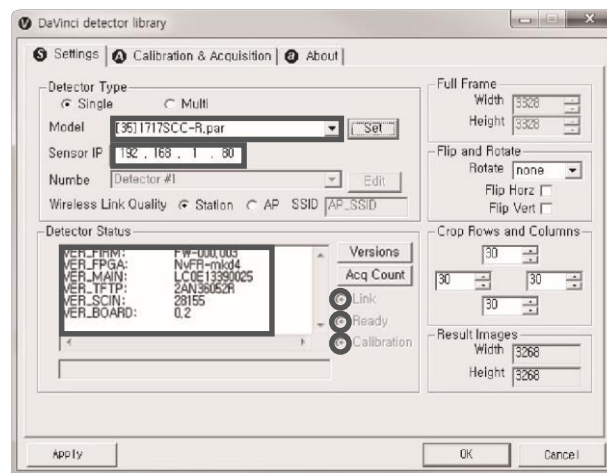 DaVinci detector library
Settings
Calibration & Acquisition
About
Detector Type
Single
Multi
Model
[35]1717SCC-R.par
Set
Sensor IP
192 . 168 . 1 . 80
Numbe
Detector #1
Edit
Wireless Link Quality
Station
AP
SSID
AP_SSID
Detector Status
VER_FIRM: FW-000.003
VER_FPGA: NvFR-mkd4
VER_MAIN: LC0E13390025
VER_TFTP: 2AN36052R
VER_SCIN: 28155
VER_BOARD: 0.2
Versions
Acq Count
Link
Ready
Calibration
Full Frame
Width 3328
Height 3328
Flip and Rotate
Rotate none
Flip Horz
Flip Vert
Crop Rows and Columns
30
30 30
30
Result Images
Width 3268
Height 3268
Apply
OK
Cancel